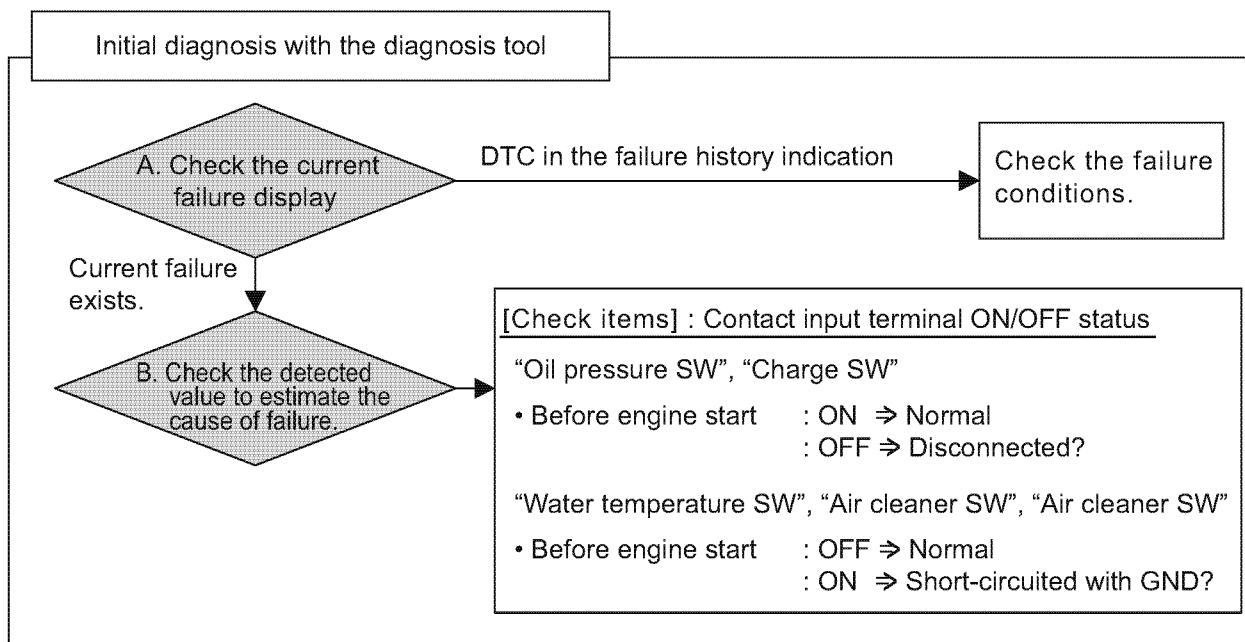 Initial diagnosis with the diagnosis tool
A. Check the current
failure display
DTC in the failure history indication
Check the failure
conditions.
Current failure
exists.
B. Check the detected
value to estimate the
cause of failure.
[Check items] : Contact input terminal ON/OFF status
“Oil pressure SW”, “Charge SW”
• Before engine start : ON ⇒ Normal
: OFF ⇒ Disconnected?
“Water temperature SW”, “Air cleaner SW”, “Air cleaner SW”
• Before engine start : OFF ⇒ Normal
: ON ⇒ Short-circuited with GND?